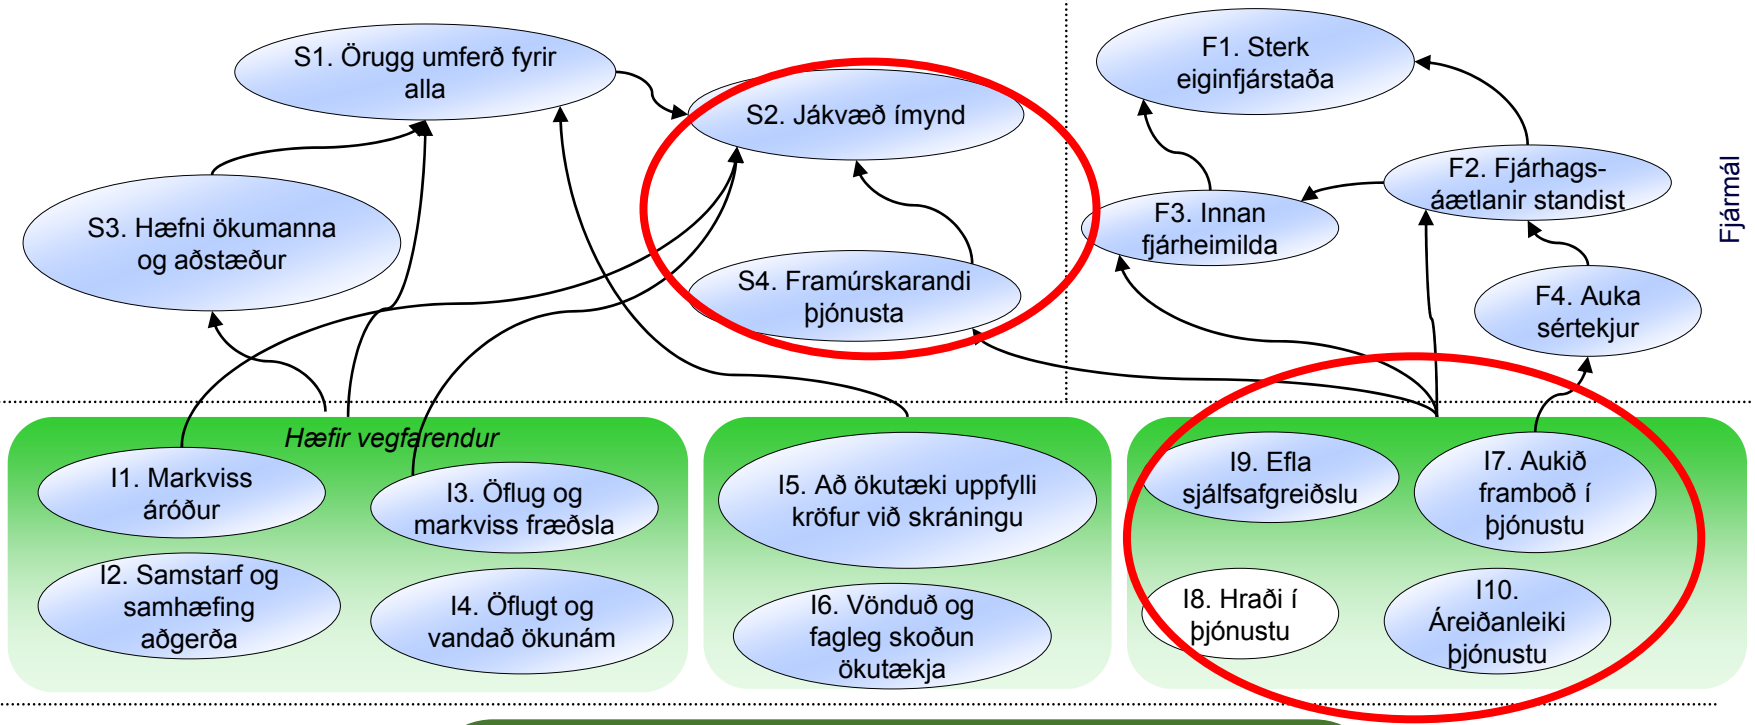 S1. Örugg umferð fyrir
alla
S2. Jákvæð ímynd
S3. Hæfni ökumanna
og aðstæður
S4. Framúrskarandi
þjónusta
F1. Sterk
eiginfjárstaða
F2. Fjárhags-
áætlanir standist
F3. Innan
fjárheimilda
F4. Auka
sértekjur
Fjármál
Hæfir vegfarendur
I1. Markviss
áróður
I3. Öflug og
markviss fræðsla
I2. Samstarf og
samhæfing
aðgerða
I4. Öflugt og
vandað ökunám
I5. Að ökutæki uppfylli
kröfur við skráningu
I6. Vönduð og
fagleg skoðun
ökutækja
I9. Efla
sjálfsafgreiðslu
I7. Aukið
framboð í
þjónustu
I8. Hraði í
þjónustu
I10.
Áreiðanleiki
þjónustu